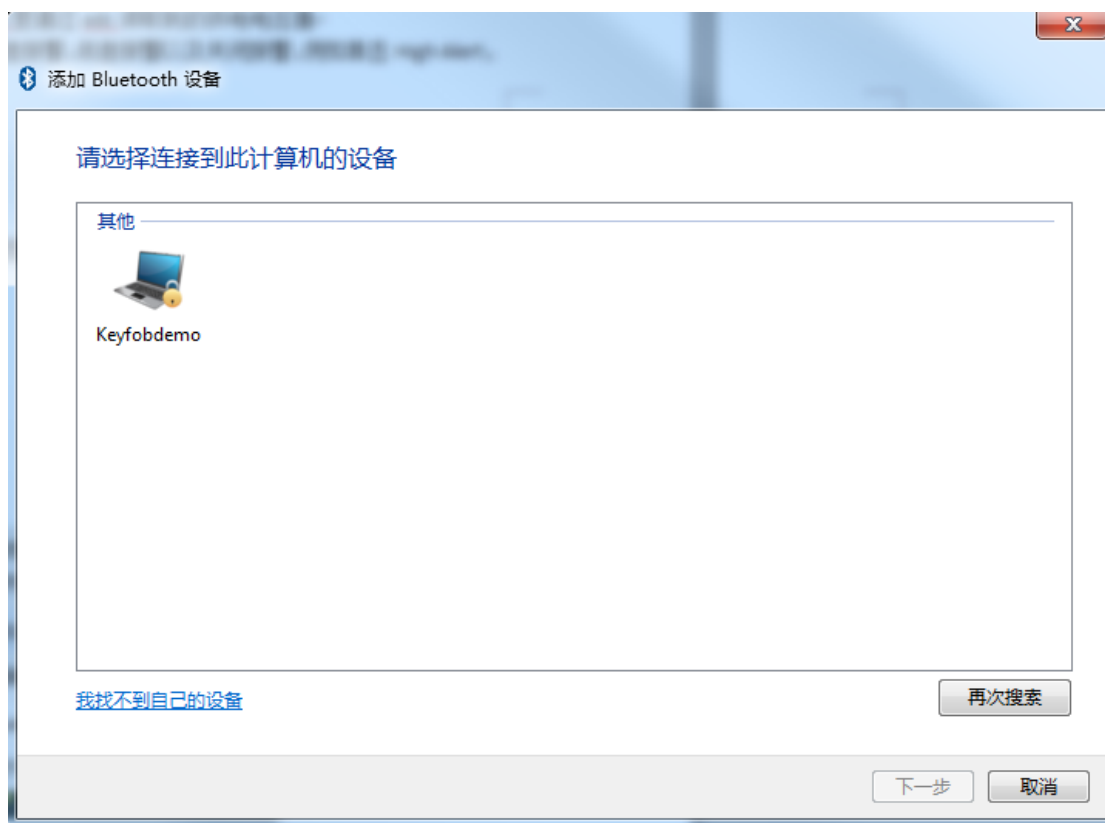 添加 Bluetooth 设备
请选择连接到此计算机的设备
其他
Keyfobdemo
我找不到自己的设备
再次搜索
下一步
取消